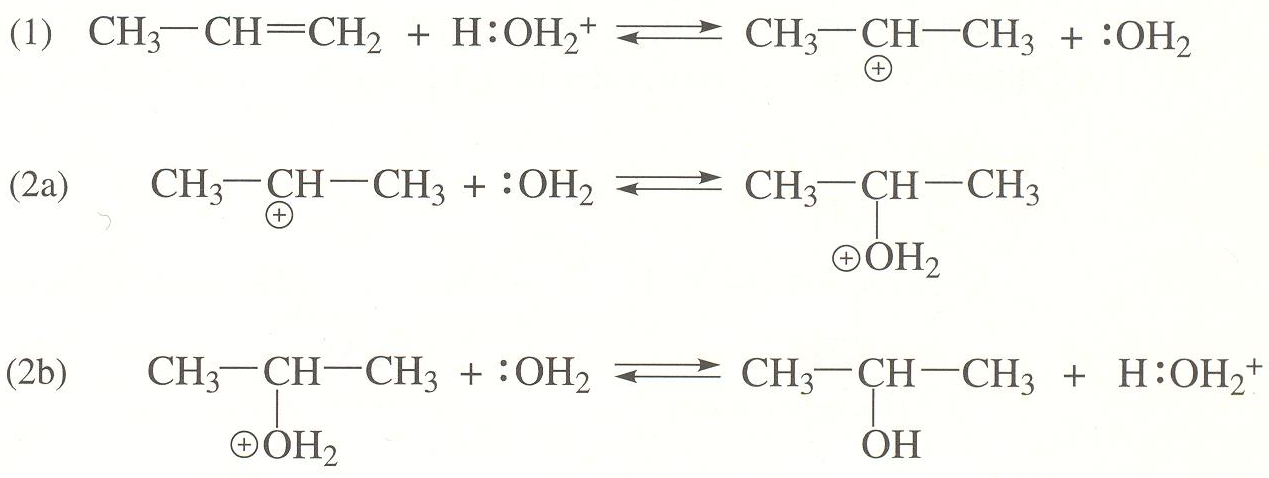 (1) CH₃—CH=CH₂ + H:OH₂⁺ ⇌ CH₃—CH—CH₃ + :OH₂
⊕
(2a) CH₃—CH—CH₃ + :OH₂ ⇌ CH₃—CH—CH₃
⊕ ⊕OH₂
(2b) CH₃—CH—CH₃ + :OH₂ ⇌ CH₃—CH—CH₃ + H:OH₂⁺
⊕OH₂ OH